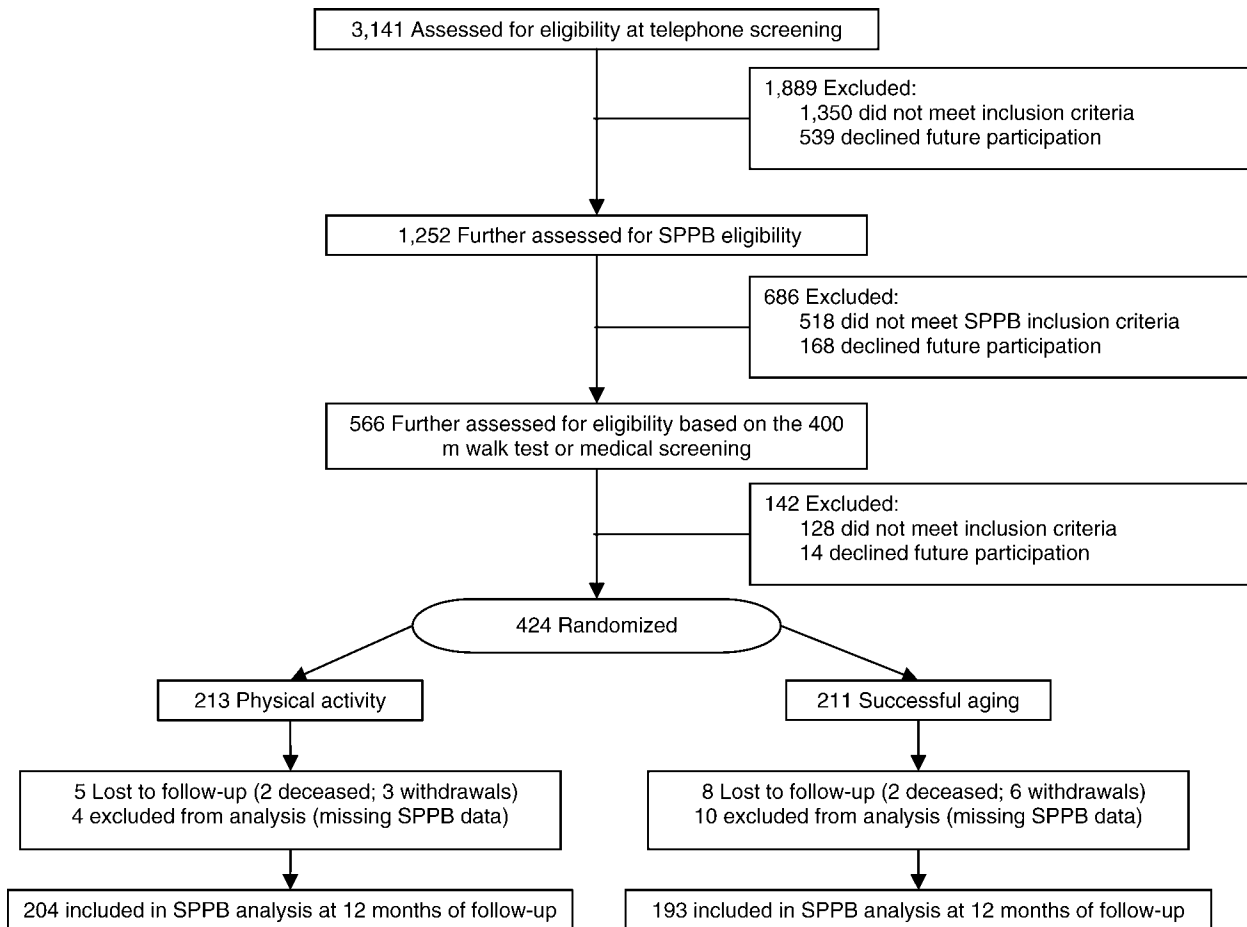 3,141 Assessed for eligibility at telephone screening
1,889 Excluded:
1,350 did not meet inclusion criteria
539 declined future participation
1,252 Further assessed for SPPB eligibility
686 Excluded:
518 did not meet SPPB inclusion criteria
168 declined future participation
566 Further assessed for eligibility based on the 400
m walk test or medical screening
142 Excluded:
128 did not meet inclusion criteria
14 declined future participation
424 Randomized
213 Physical activity
211 Successful aging
5 Lost to follow-up (2 deceased; 3 withdrawals)
4 excluded from analysis (missing SPPB data)
8 Lost to follow-up (2 deceased; 6 withdrawals)
10 excluded from analysis (missing SPPB data)
204 included in SPPB analysis at 12 months of follow-up
193 included in SPPB analysis at 12 months of follow-up